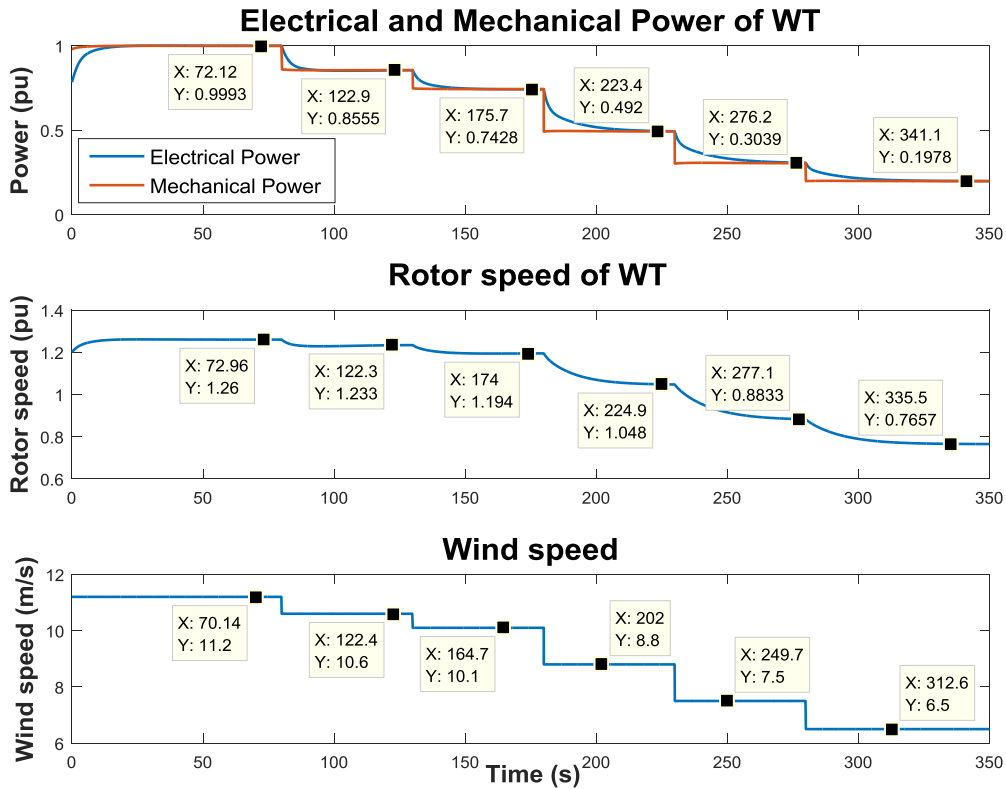 Electrical and Mechanical Power of WT
Power (pu)
1
0.5
0
X: 72.12
Y: 0.9993
X: 122.9
Y: 0.8555
X: 175.7
Y: 0.7428
X: 223.4
Y: 0.492
X: 276.2
Y: 0.3039
X: 341.1
Y: 0.1978
Electrical Power
Mechanical Power
0 50 100 150 200 250 300 350
Rotor speed of WT
Rotor speed (pu)
1.4
1.2
1
0.8
0.6
X: 72.96
Y: 1.26
X: 122.3
Y: 1.233
X: 174
Y: 1.194
X: 224.9
Y: 1.048
X: 277.1
Y: 0.8833
X: 335.5
Y: 0.7657
0 50 100 150 200 250 300 350
Wind speed
Wind speed (m/s)
12
10
8
6
X: 70.14
Y: 11.2
X: 122.4
Y: 10.6
X: 164.7
Y: 10.1
X: 202
Y: 8.8
X: 249.7
Y: 7.5
X: 312.6
Y: 6.5
0 50 100 150 200 250 300 350
Time (s)